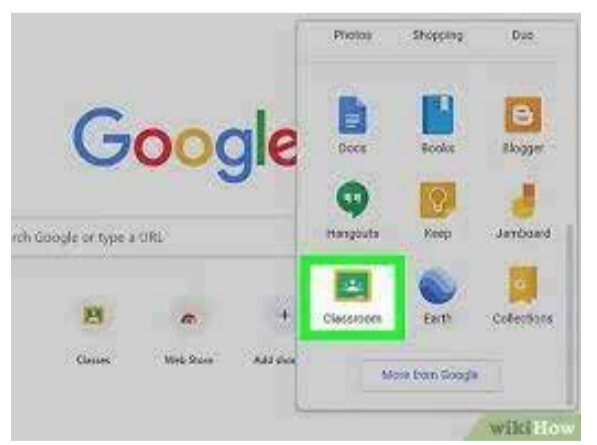 Photos Shopping Duo
Google
Docs Books Blogger
Hangouts Keep Jamboard
rch Google or type a URL
Classroom Earth Collections
Classes Web Store Add shor
More from Google
wikiHow